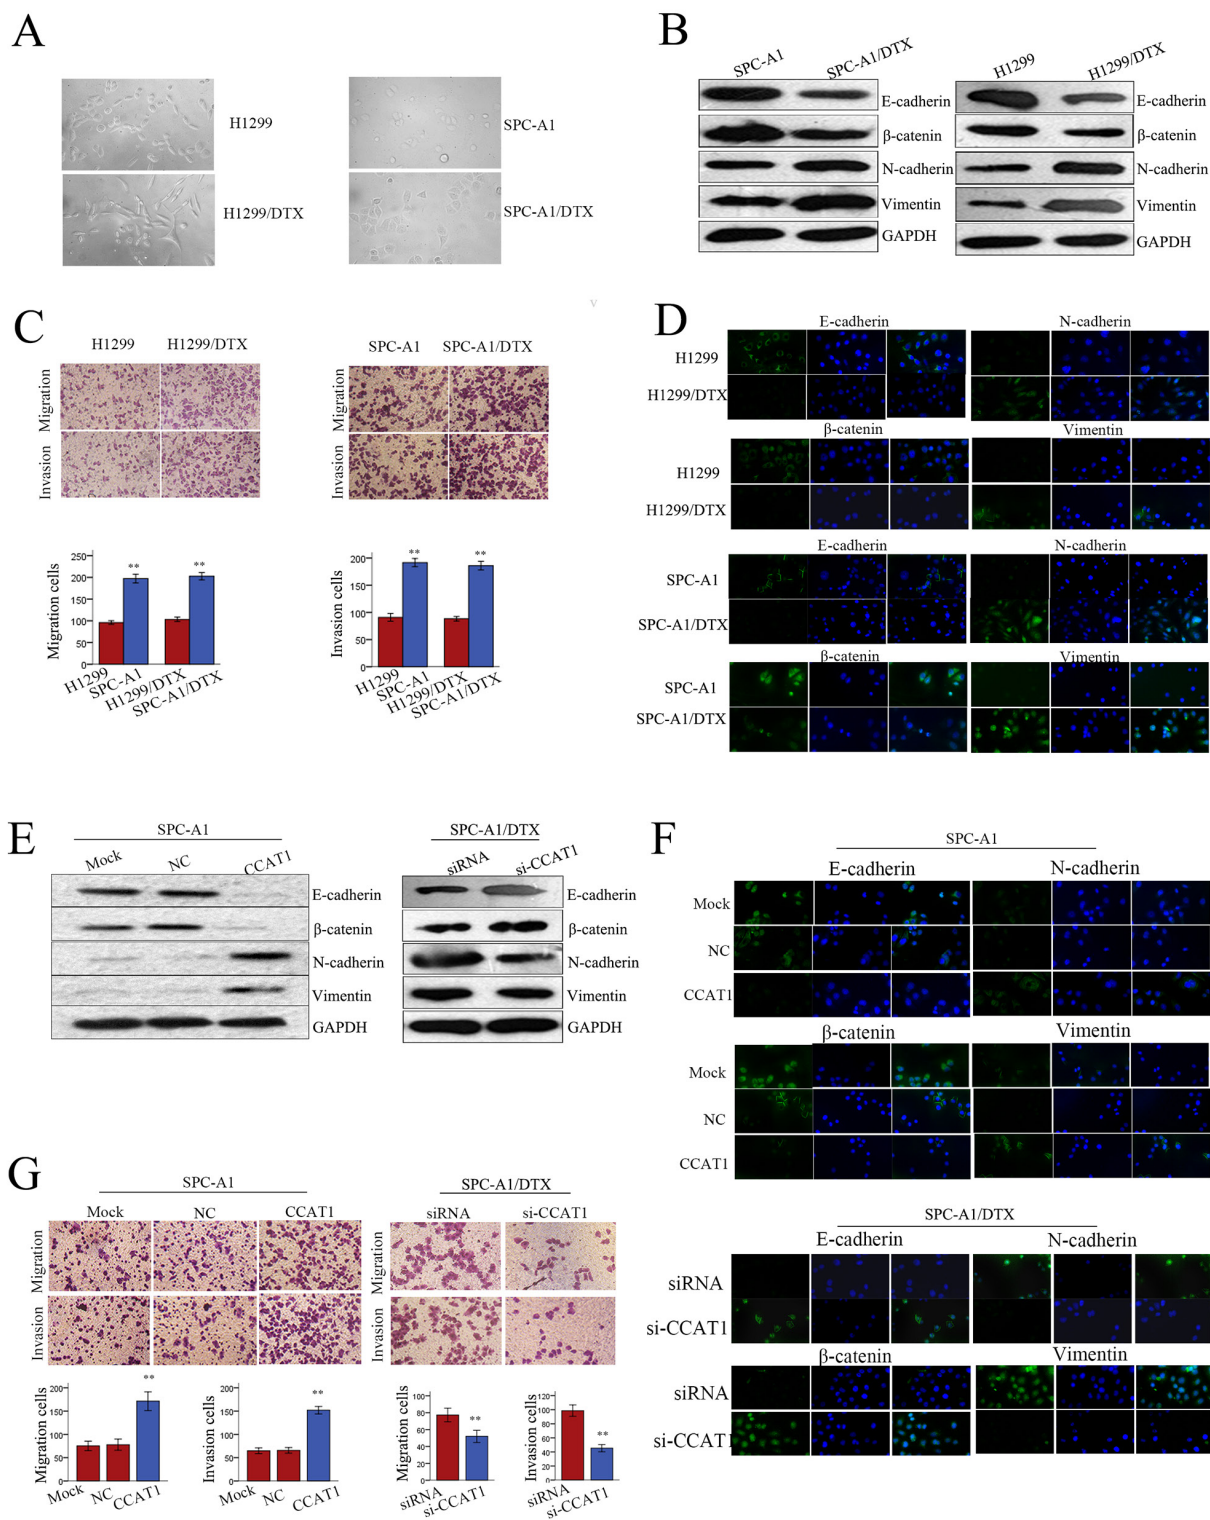 A
H1299
H1299/DTX
SPC-A1
SPC-A1/DTX
B
SPC-A1 SPC-A1/DTX H1299 H1299/DTX
E-cadherin E-cadherin
β-catenin β-catenin
N-cadherin N-cadherin
Vimentin Vimentin
GAPDH GAPDH
v
C
H1299 H1299/DTX SPC-A1 SPC-A1/DTX
Migration Migration
Invasion Invasion
Migration cells
250
200
150
100
50
0
** **
H1299 SPC-A1 H1299/DTX SPC-A1/DTX
Invasion cells
200
150
100
50
0
** **
H1299 SPC-A1 H1299/DTX SPC-A1/DTX
D
E-cadherin N-cadherin
H1299
H1299/DTX
β-catenin Vimentin
H1299
H1299/DTX
E-cadherin N-cadherin
SPC-A1
SPC-A1/DTX
β-catenin Vimentin
SPC-A1
SPC-A1/DTX
E
SPC-A1 SPC-A1/DTX
Mock NC CCAT1 siRNA si-CCAT1
E-cadherin E-cadherin
β-catenin β-catenin
N-cadherin N-cadherin
Vimentin Vimentin
GAPDH GAPDH
F
SPC-A1
E-cadherin N-cadherin
Mock
NC
CCAT1
β-catenin Vimentin
Mock
NC
CCAT1
SPC-A1/DTX
E-cadherin N-cadherin
siRNA
si-CCAT1
β-catenin Vimentin
siRNA
si-CCAT1
G
SPC-A1 SPC-A1/DTX
Mock NC CCAT1 siRNA si-CCAT1
Migration Migration
Invasion Invasion
Migration cells
200
150
100
50
0
**
Mock NC CCAT1
Invasion cells
200
150
100
50
0
**
Mock NC CCAT1
Migration cells
100
80
60
40
20
0
**
siRNA si-CCAT1
Invasion cells
120
100
80
60
40
20
0
**
siRNA si-CCAT1